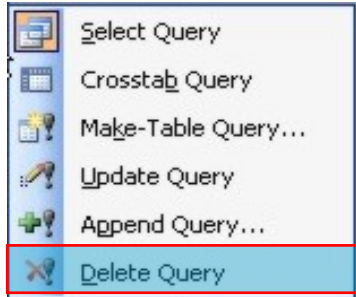 Select Query
Crosstab Query
Make-Table Query...
Update Query
Append Query...
Delete Query